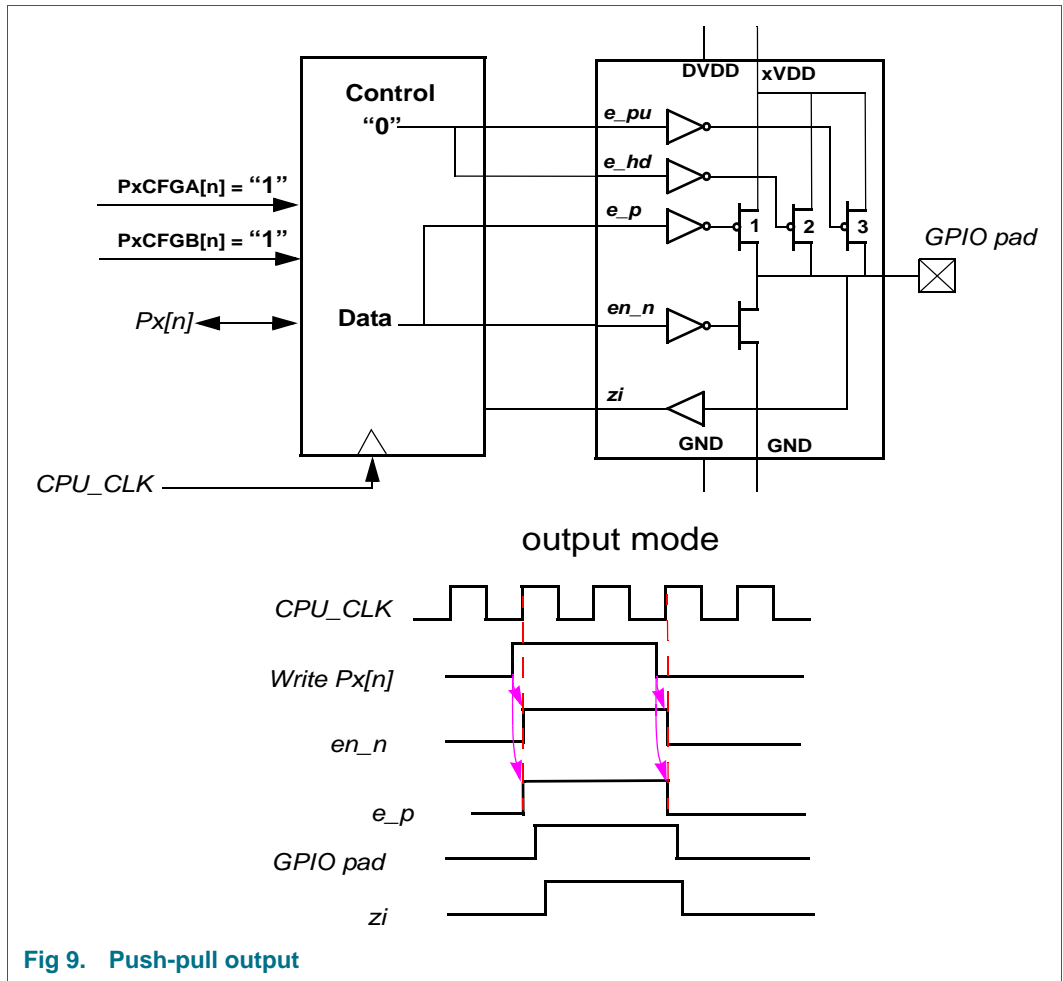 DVDD xVDD
Control
“0”
e_pu
e_hd
PxCFGA[n] = “1”
e_p
1 2 3
GPIO pad
PxCFGB[n] = “1”
Px[n]
Data
en_n
zi
GND GND
CPU_CLK
output mode
CPU_CLK
Write Px[n]
en_n
e_p
GPIO pad
zi
Fig 9. Push-pull output